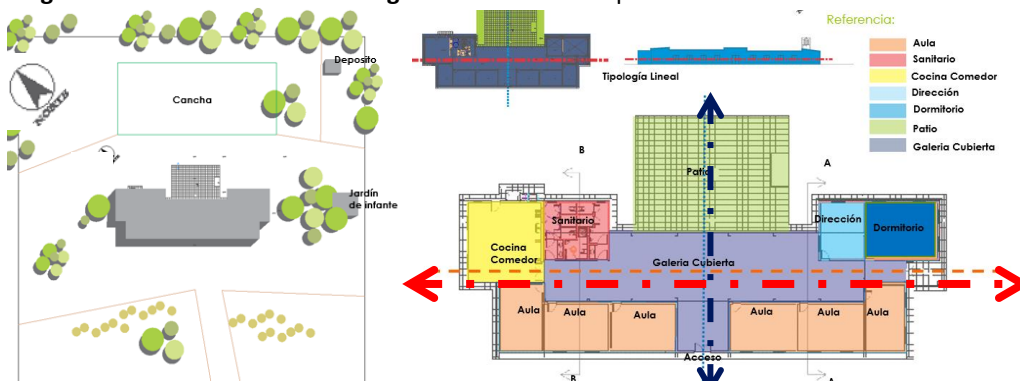 Deposito
Cancha
NORTE
Jardín
de infante
Tipología Lineal
Referencia:
Aula
Sanitario
Cocina Comedor
Dirección
Dormitorio
Patio
Galeria Cubierta
B
A
Patio
Sanitario
Dirección
Dormitorio
Cocina
Comedor
Galeria Cubierta
Aula
Aula
Aula
Aula
Aula
Aula
Acceso
B
A